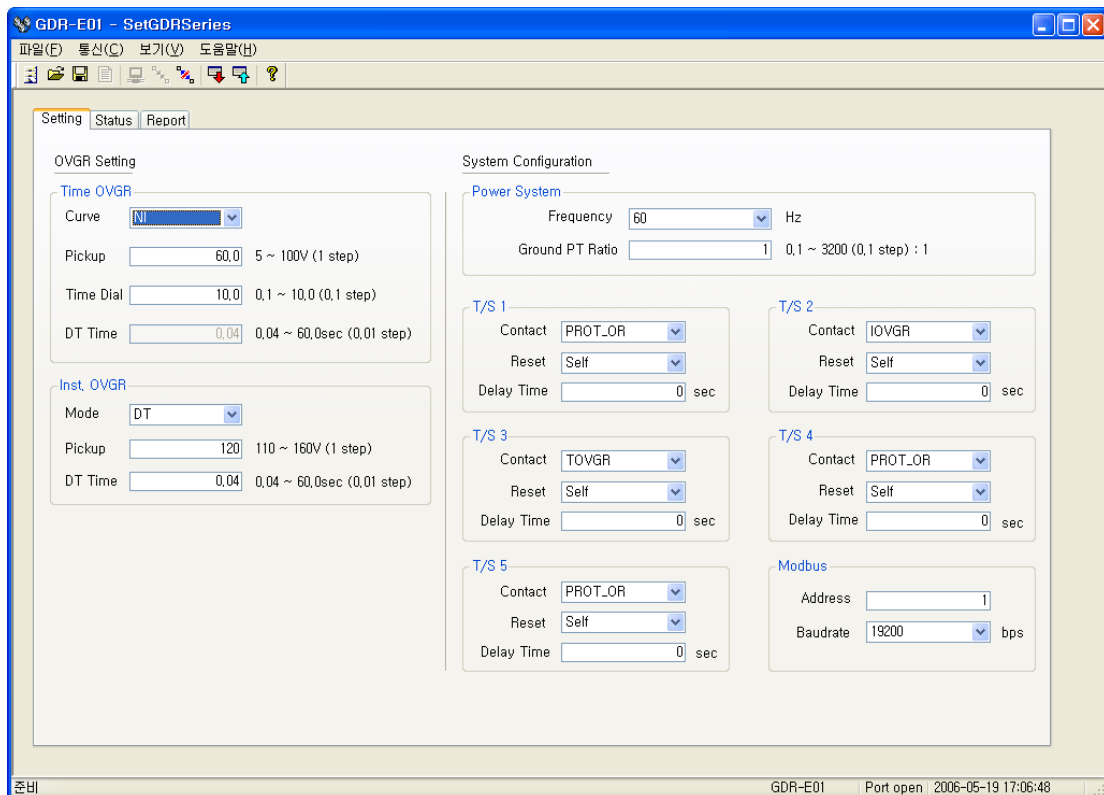 GDR-E01 - SetGDRSeries
파일(F) 통신(C) 보기(V) 도움말(H)
Setting Status Report
OVGR Setting
Time OVGR
Curve NI
Pickup 60,0 5 ~ 100V (1 step)
Time Dial 10,0 0,1 ~ 10,0 (0,1 step)
DT Time 0,04 0,04 ~ 60,0sec (0,01 step)
Inst, OVGR
Mode DT
Pickup 120 110 ~ 160V (1 step)
DT Time 0,04 0,04 ~ 60,0sec (0,01 step)
System Configuration
Power System
Frequency 60 Hz
Ground PT Ratio 1 0,1 ~ 3200 (0,1 step) : 1
T/S 1
Contact PROT_OR
Reset Self
Delay Time 0 sec
T/S 2
Contact IOVGR
Reset Self
Delay Time 0 sec
T/S 3
Contact TOVGR
Reset Self
Delay Time 0 sec
T/S 4
Contact PROT_OR
Reset Self
Delay Time 0 sec
T/S 5
Contact PROT_OR
Reset Self
Delay Time 0 sec
Modbus
Address 1
Baudrate 19200 bps
준비 GDR-E01 Port open 2006-05-19 17:06:48